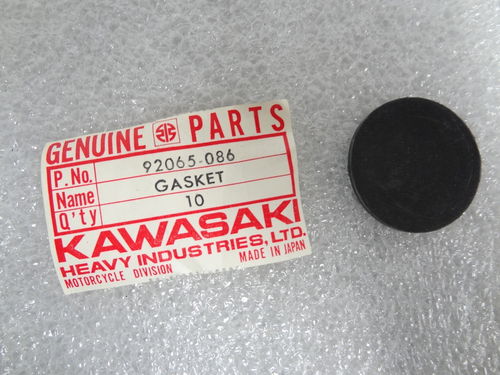 GENUINE PARTS
P. No. 92065-086
Name GASKET
Q'ty 10
KAWASAKI
HEAVY INDUSTRIES, LTD.
MOTORCYCLE DIVISION MADE IN JAPAN